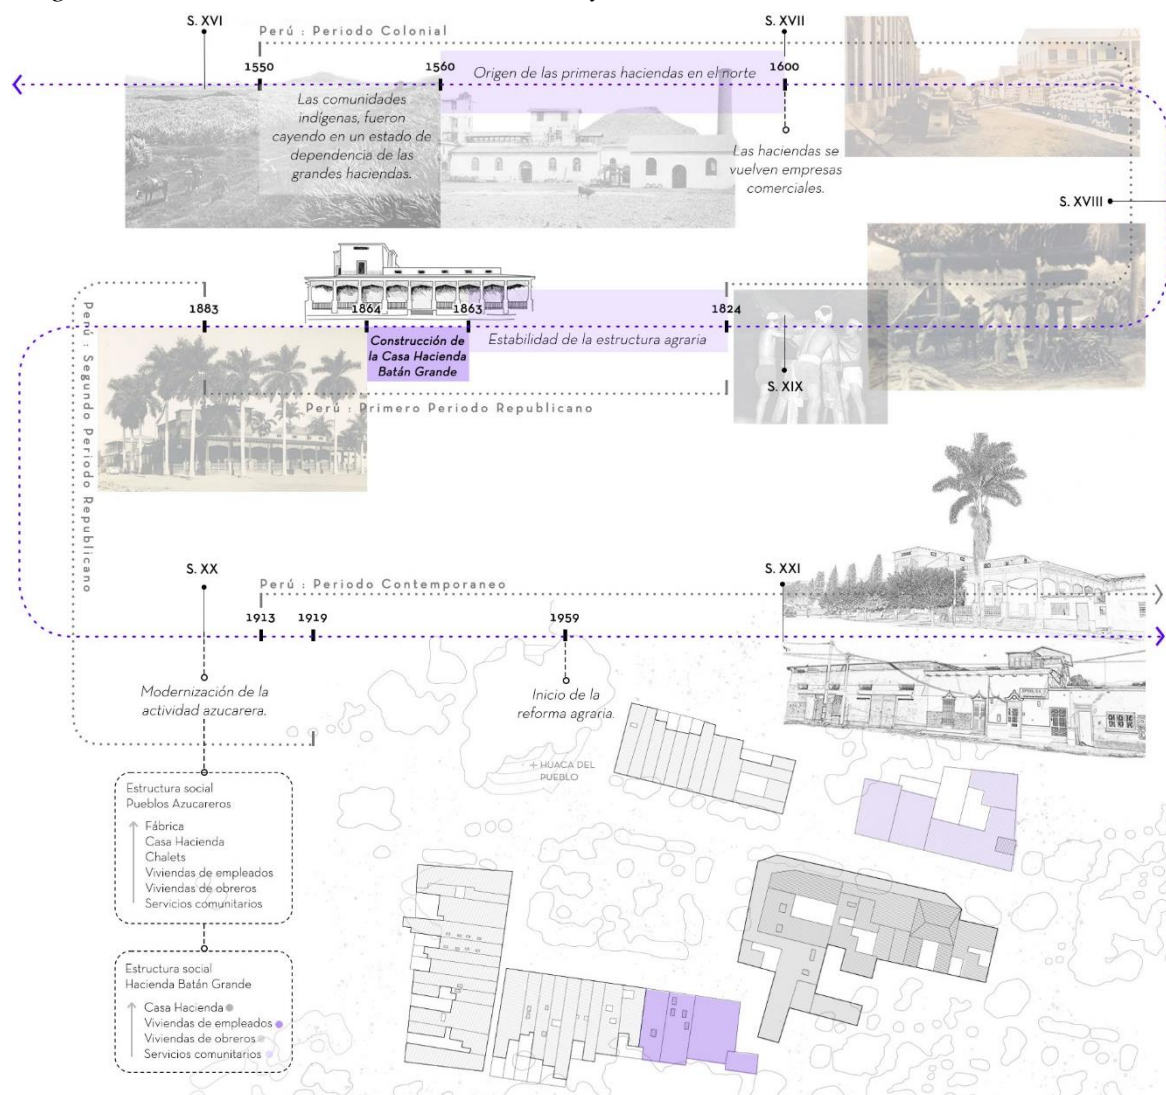 S. XVI
S. XVII
Perú : Periodo Colonial
1550
1560
1600
Origen de las primeras haciendas en el norte
Las comunidades
indígenas, fueron
cayendo en un estado de
dependencia de las
grandes haciendas.
Las haciendas se
vuelven empresas
comerciales.
S. XVIII
1883
1864
1863
1824
Construcción de
la Casa Hacienda
Batán Grande
Estabilidad de la estructura agraria
S. XIX
Perú : Primero Periodo Republicano
Perú : Segundo Periodo Republicano
S. XX
Perú : Periodo Contemporaneo
S. XXI
1913
1919
1959
Modernización de la
actividad azucarera.
Inicio de la
reforma agraria.
+ HUACA DEL
PUEBLO
Estructura social
Pueblos Azucareros
Fábrica
Casa Hacienda
Chalets
Viviendas de empleados
Viviendas de obreros
Servicios comunitarios
Estructura social
Hacienda Batán Grande
Casa Hacienda
Viviendas de empleados
Viviendas de obreros
Servicios comunitarios